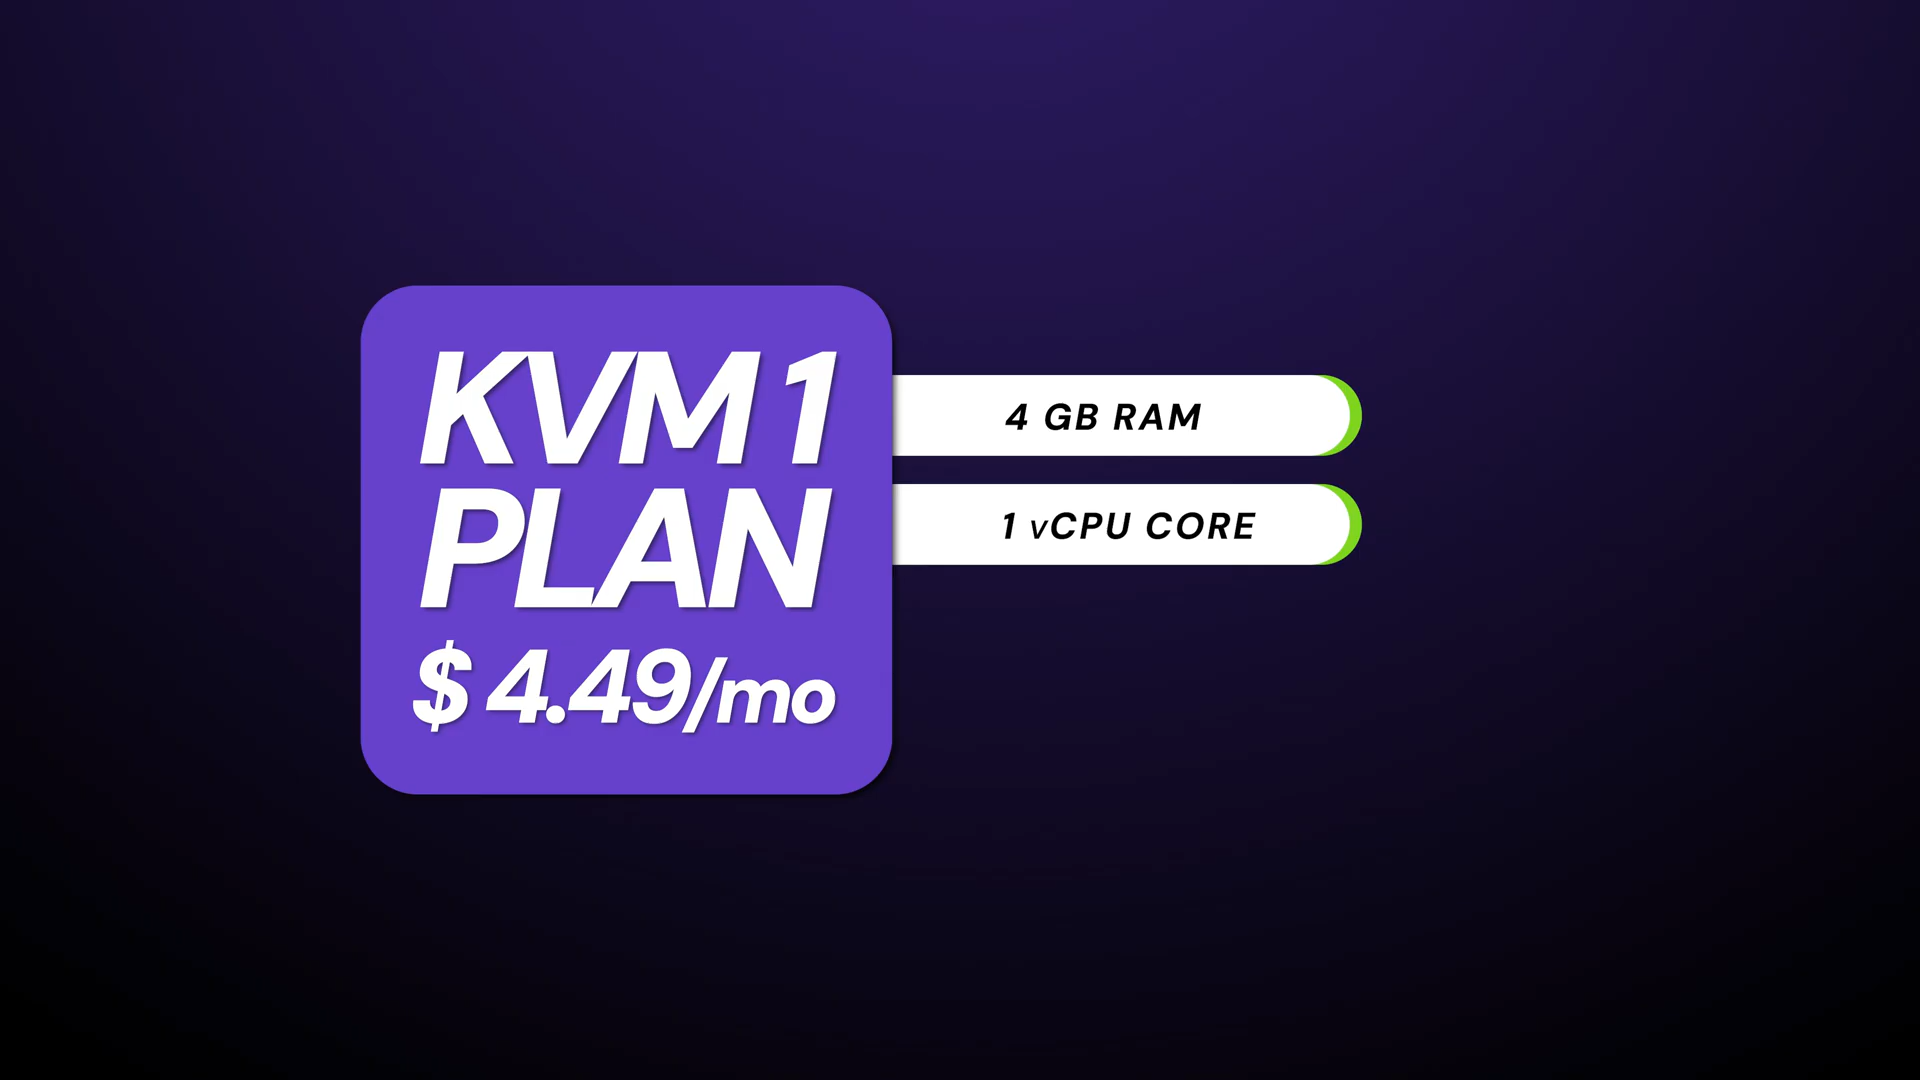 KVM 1
PLAN
$ 4.49/mo
4 GB RAM
1 vCPU CORE